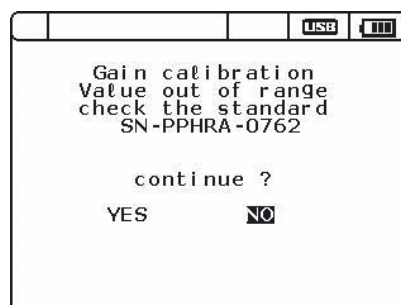 USB
Gain calibration
Value out of range
check the standard
SN-PPHRA-0762
continue ?
YES NO